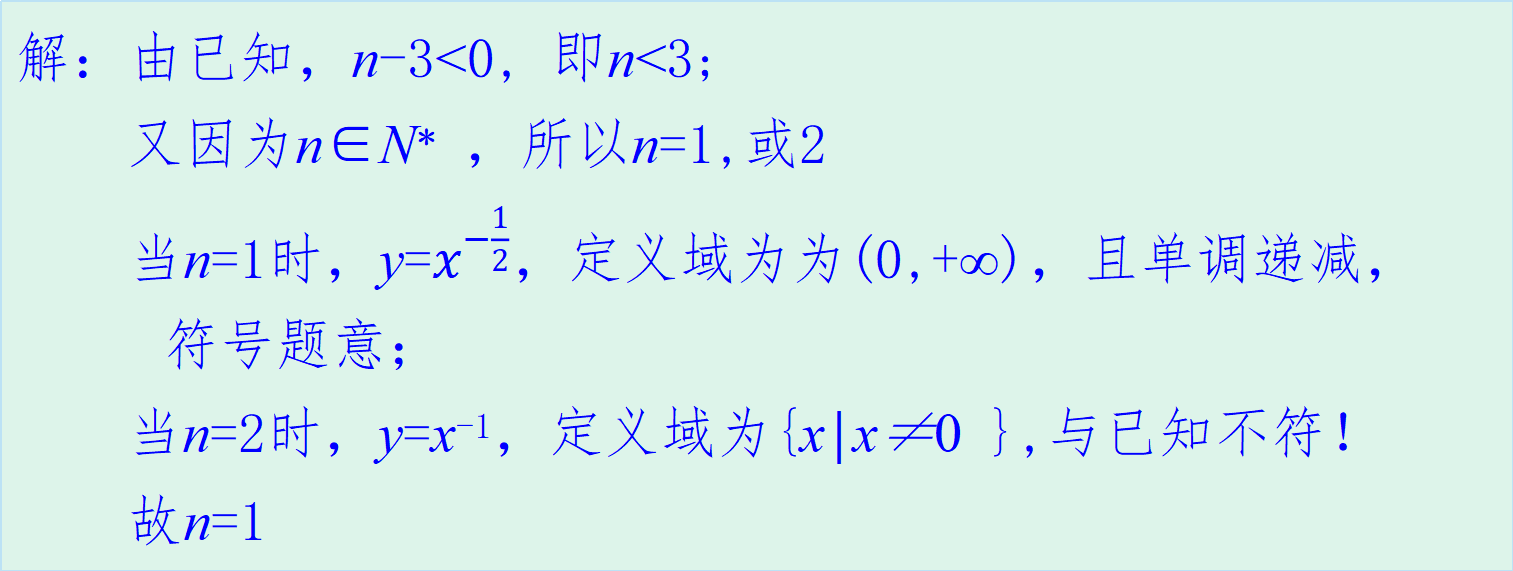 解：由已知，n-3<0, 即n<3；
又因为n∈N* ，所以n=1,或2
当n=1时，y=x^{-\frac{1}{2}}，定义域为为(0,+∞)，且单调递减，
符号题意；
当n=2时，y=x^{-1}，定义域为{x|x≠0 },与已知不符！
故n=1